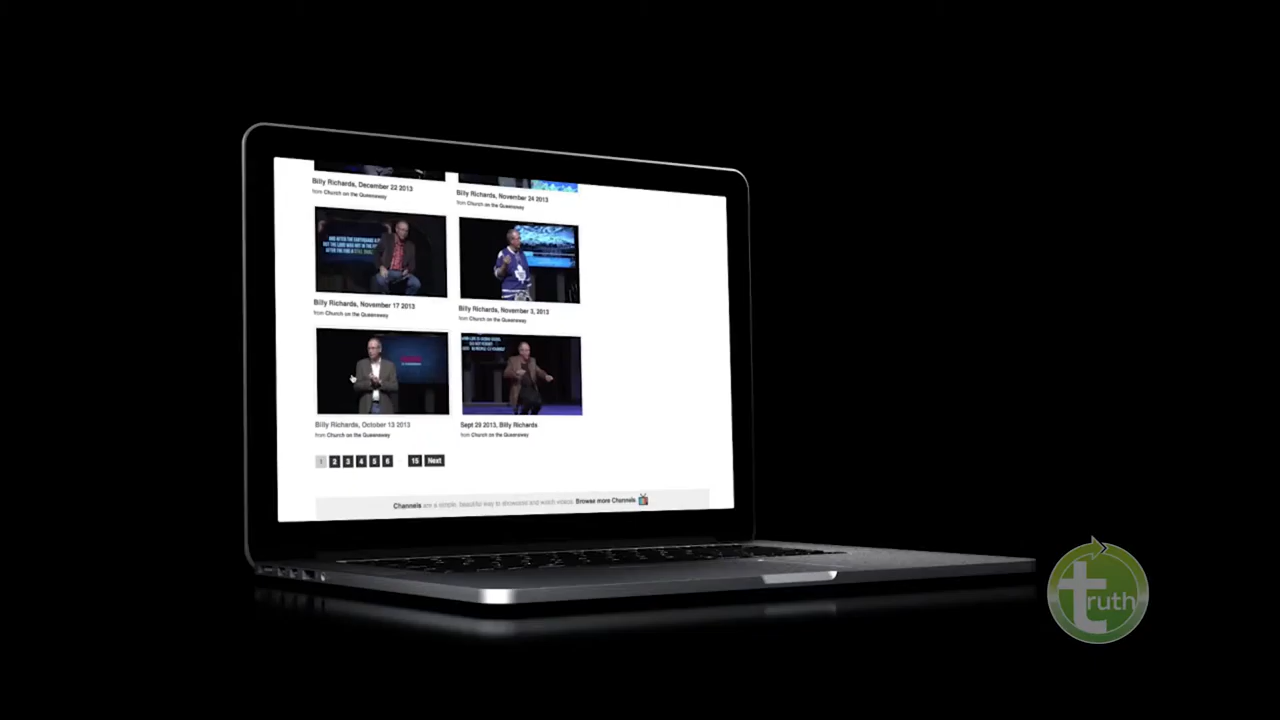 Billy Richards, December 22 2013
from Church on the Queensway
Billy Richards, November 24 2013
from Church on the Queensway
Billy Richards, November 17 2013
from Church on the Queensway
Billy Richards, November 3, 2013
from Church on the Queensway
Billy Richards, October 13 2013
from Church on the Queensway
Sept 29 2013, Billy Richards
from Church on the Queensway
1 2 3 4 5 6 15 Next
Channels are a simple, beautiful way to showcase and watch videos. Browse more Channels
truth